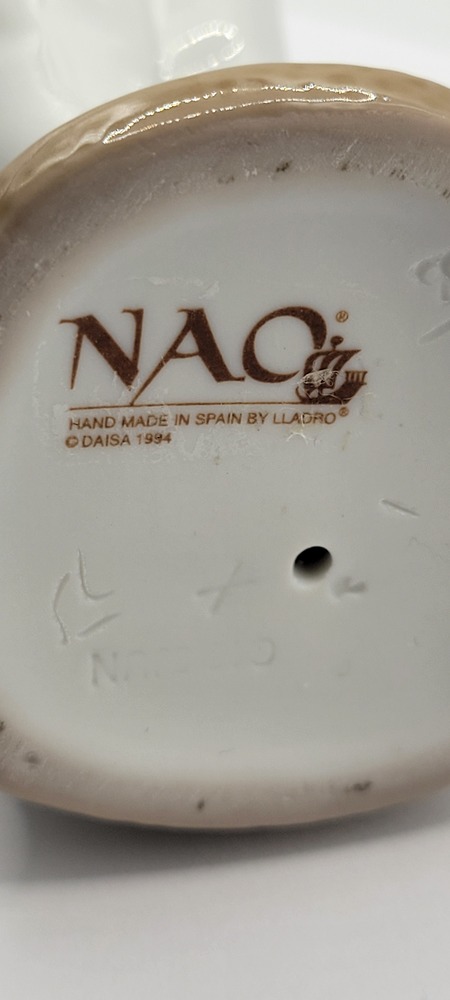 NAO®
HAND MADE IN SPAIN BY LLADRO®
© DAISA 1994